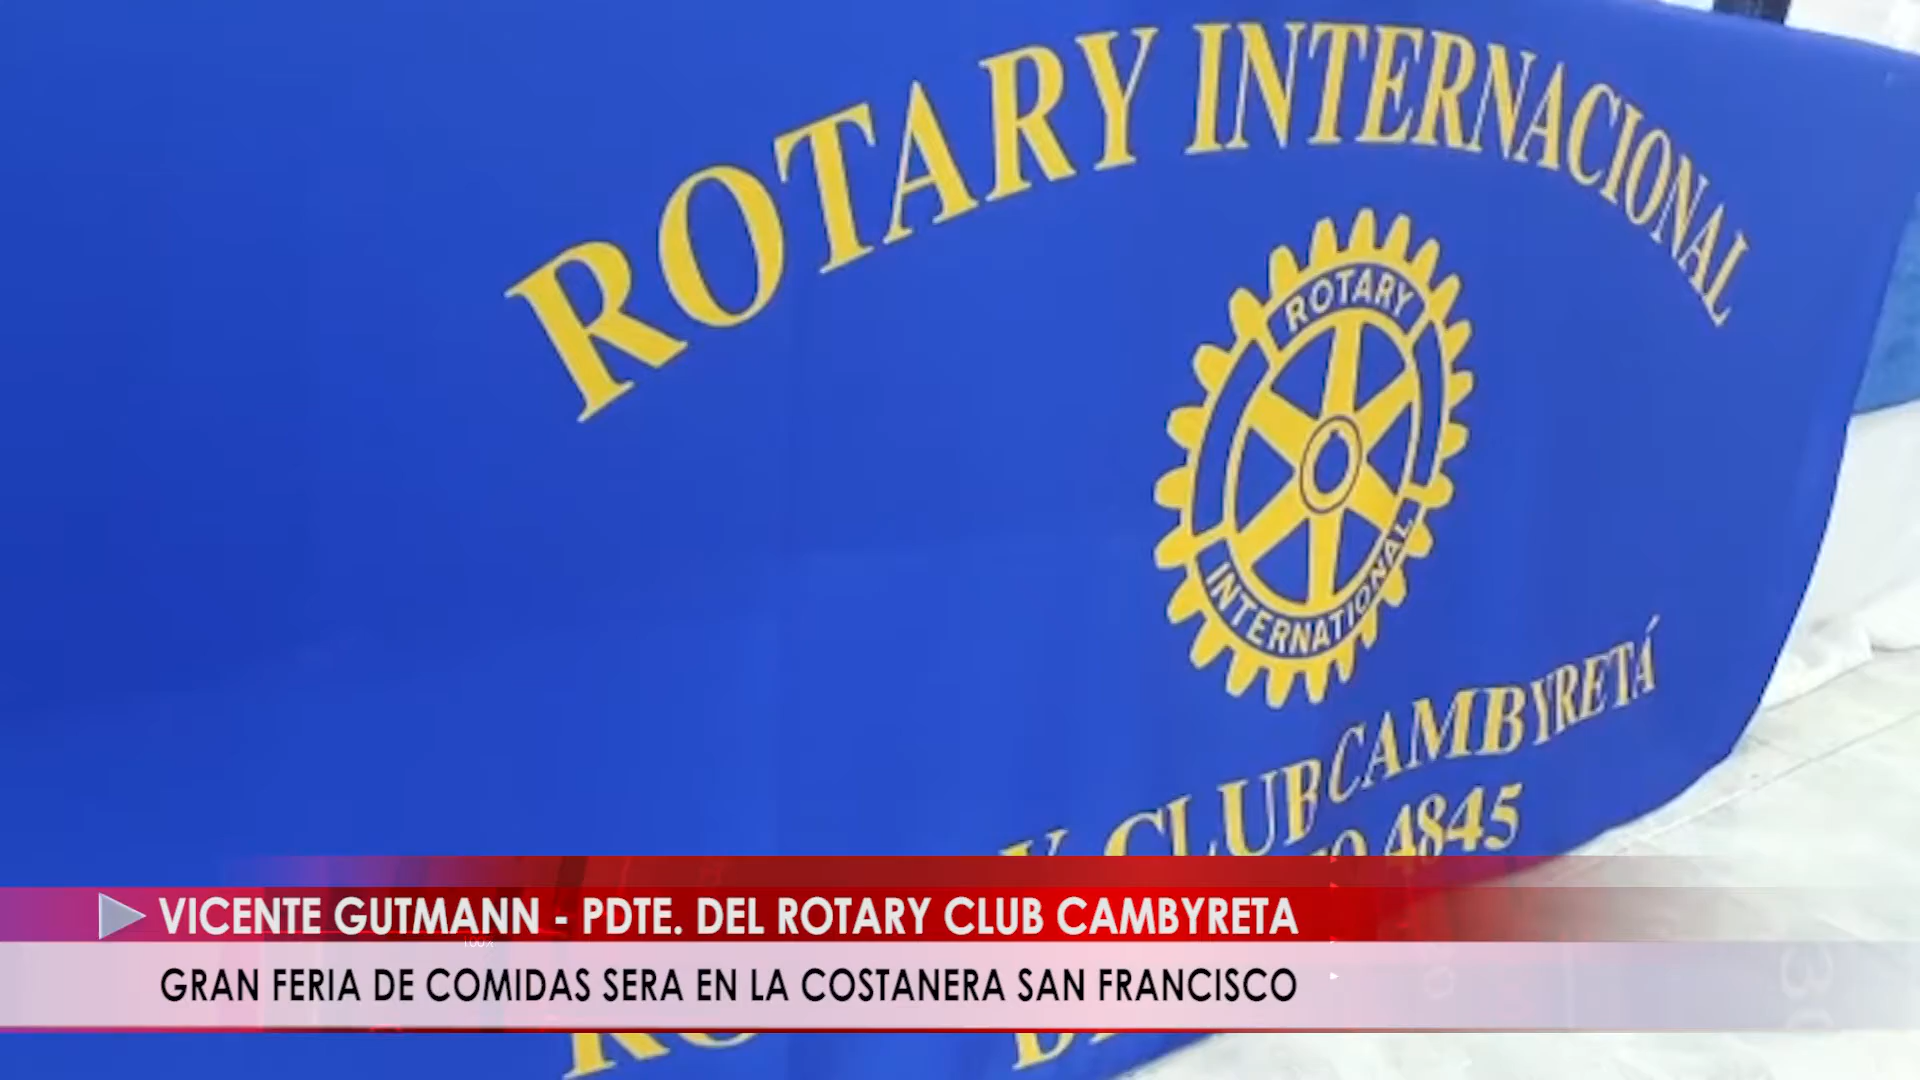 ROTARY INTERNACIONAL
ROTARY
INTERNATIONAL
CLUB CAMBYRETÁ
4845
VICENTE GUTMANN - PDTE. DEL ROTARY CLUB CAMBYRETA
100%
GRAN FERIA DE COMIDAS SERA EN LA COSTANERA SAN FRANCISCO